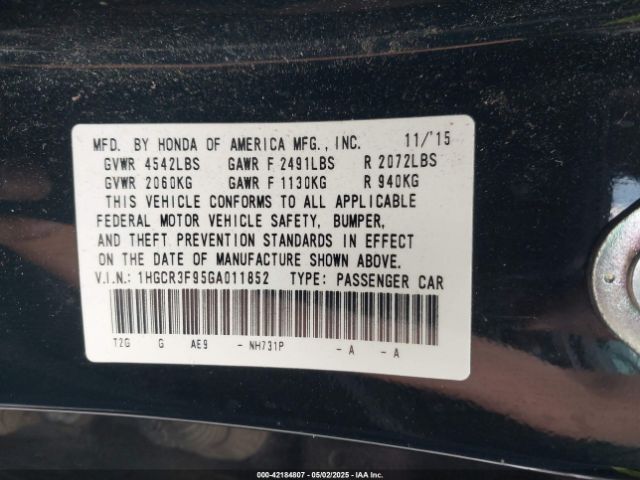 MFD. BY HONDA OF AMERICA MFG., INC. 11/'15
GVWR 4542LBS GAWR F 2491LBS R 2072LBS
GVWR 2060KG GAWR F 1130KG R 940KG
THIS VEHICLE CONFORMS TO ALL APPLICABLE
FEDERAL MOTOR VEHICLE SAFETY, BUMPER,
AND THEFT PREVENTION STANDARDS IN EFFECT
ON THE DATE OF MANUFACTURE SHOWN ABOVE.
V.I.N.: 1HGCR3F95GA011852 TYPE: PASSENGER CAR
T2G G AE9 - NH731P - A - A
000-42184807 - 05/02/2025 - IAA Inc.